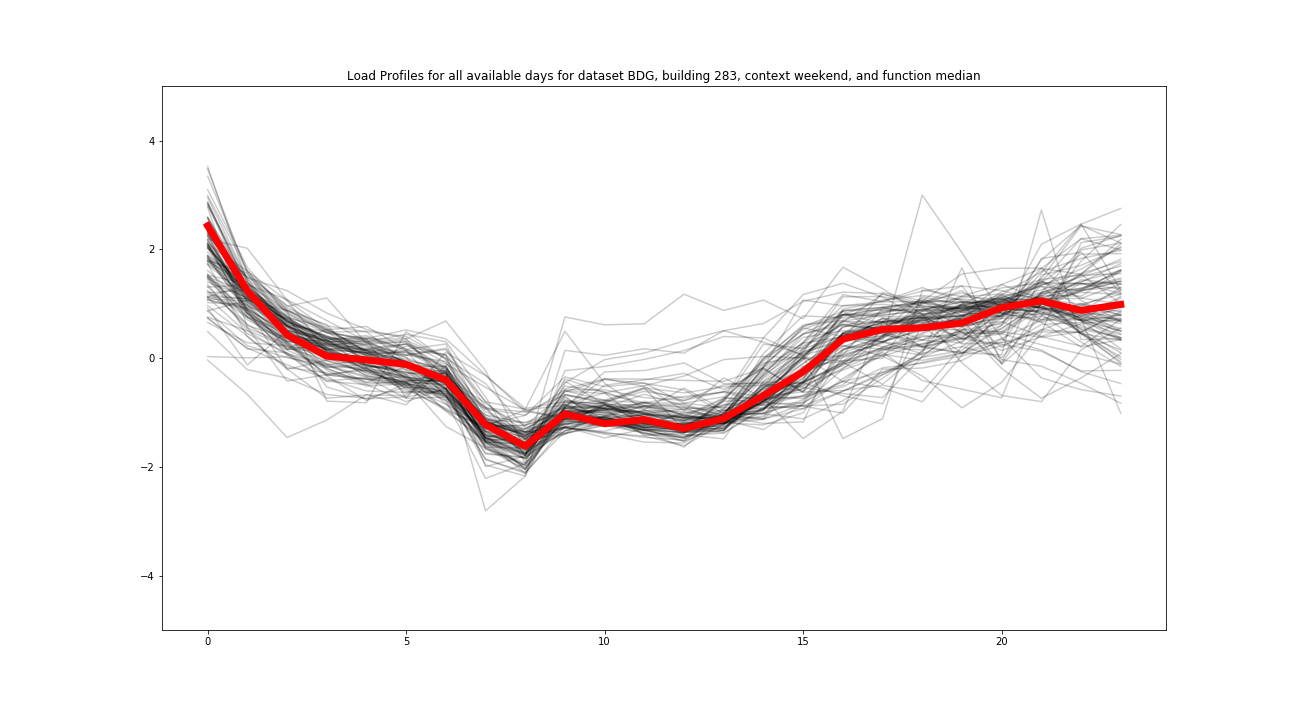 Load Profiles for all available days for dataset BDG, building 283, context weekend, and function median
4
2
0
−2
−4
0 5 10 15 20